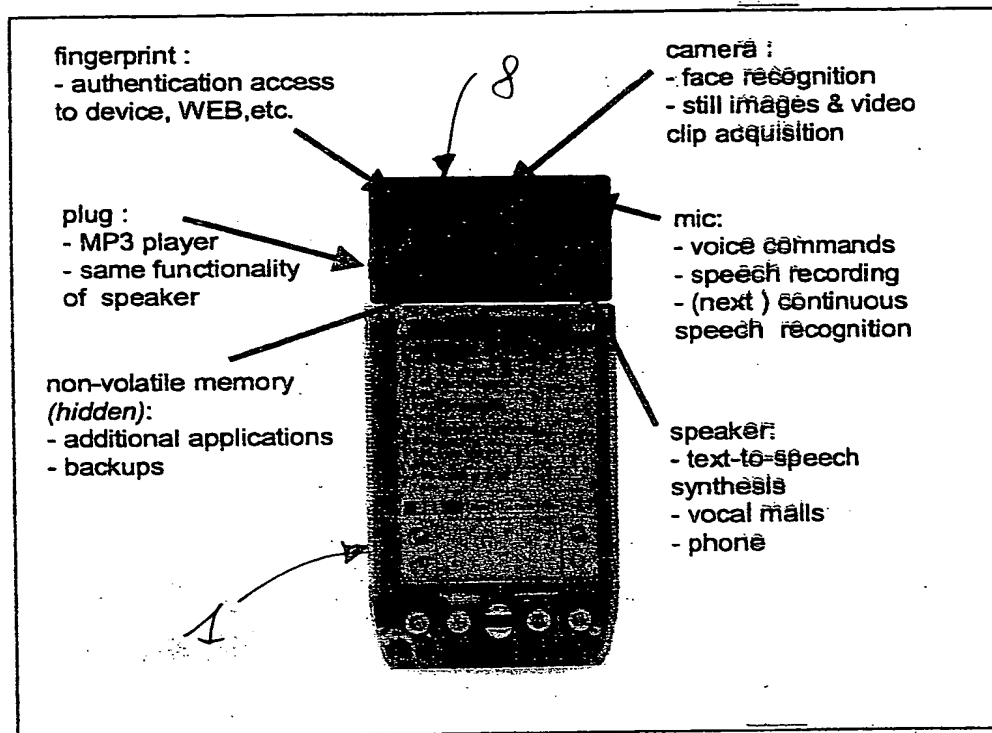 fingerprint :
- authentication access
to device, WEB,etc.
8
camera :
- face recognition
- still images & video
clip acquisition
plug :
- MP3 player
- same functionality
of speaker
mic:
- voice commands
- speech recording
- (next ) continuous
speech recognition
non-volatile memory
(hidden):
- additional applications
- backups
speaker:
- text-to-speech
synthesis
- vocal mails
- phone
1